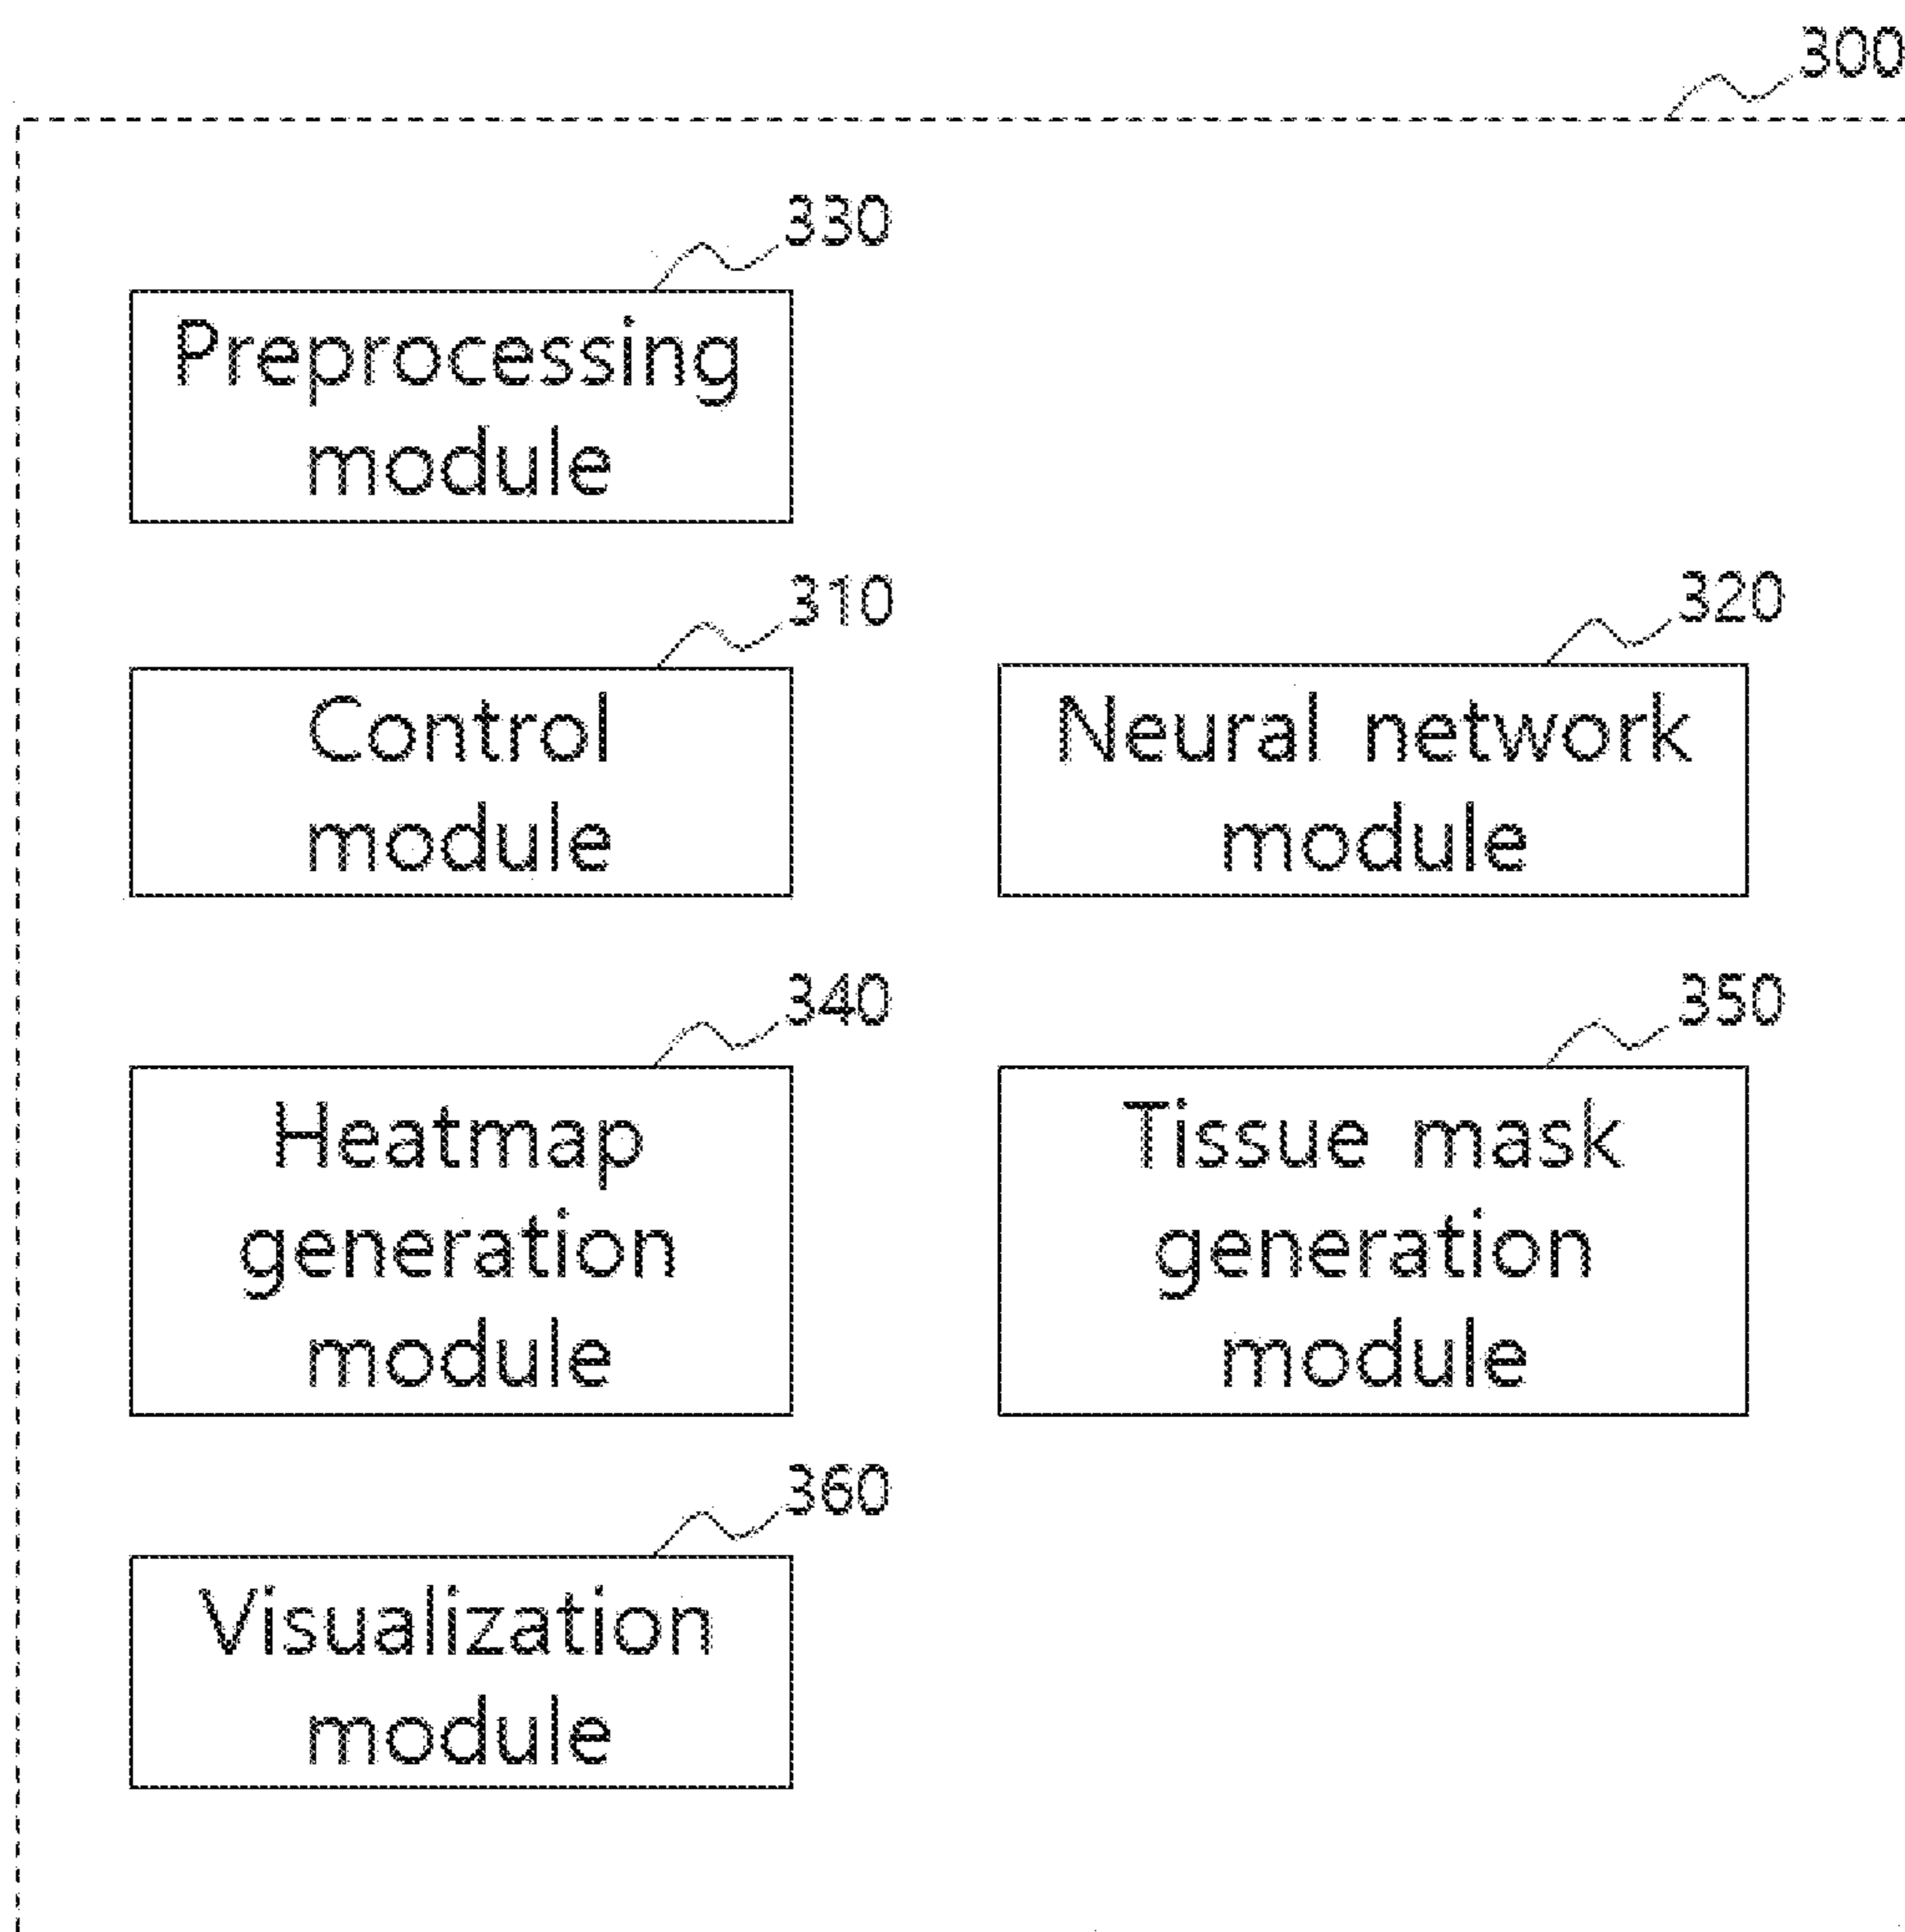 300
330
Preprocessing
module
310
Control
module
320
Neural network
module
340
Heatmap
generation
module
350
Tissue mask
generation
module
360
Visualization
module